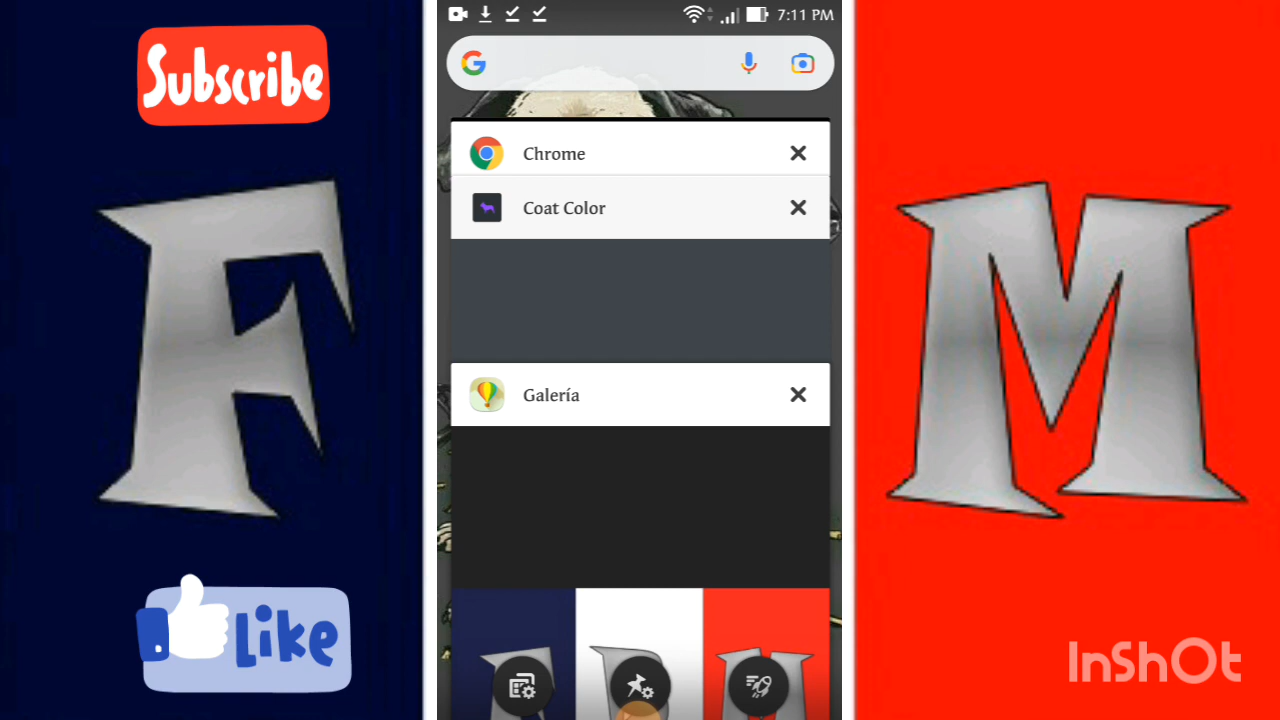 Subscribe
7:11 PM
G
Chrome
Coat Color
Galería
F
M
Like
InShOt